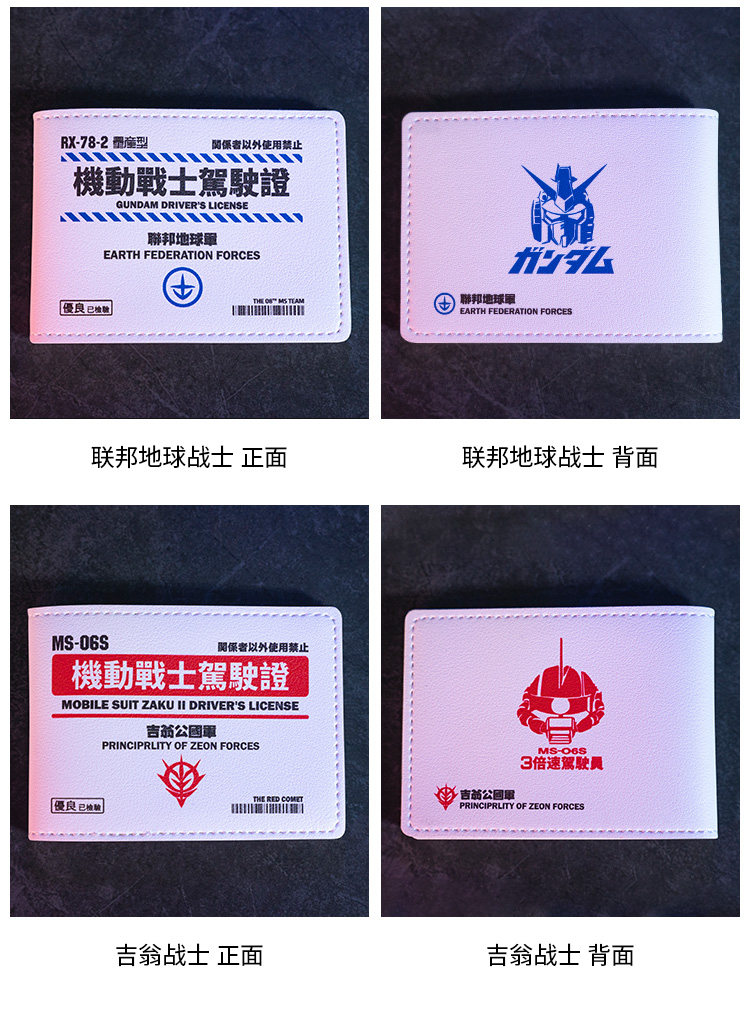 RX-78-2 量産型
関係者以外使用禁止
機動戰士駕駛證
GUNDAM DRIVER'S LICENSE
聯邦地球軍
EARTH FEDERATION FORCES
優良 已檢驗
THE 08TH MS TEAM
ガンダム
聯邦地球軍
EARTH FEDERATION FORCES
联邦地球战士 正面
联邦地球战士 背面
MS-06S
関係者以外使用禁止
機動戰士駕駛證
MOBILE SUIT ZAKU II DRIVER'S LICENSE
吉翁公國軍
PRINCIPRLITY OF ZEON FORCES
優良 已檢驗
THE RED COMET
MS-06S
3倍速駕駛員
吉翁公國軍
PRINCIPRLITY OF ZEON FORCES
吉翁战士 正面
吉翁战士 背面